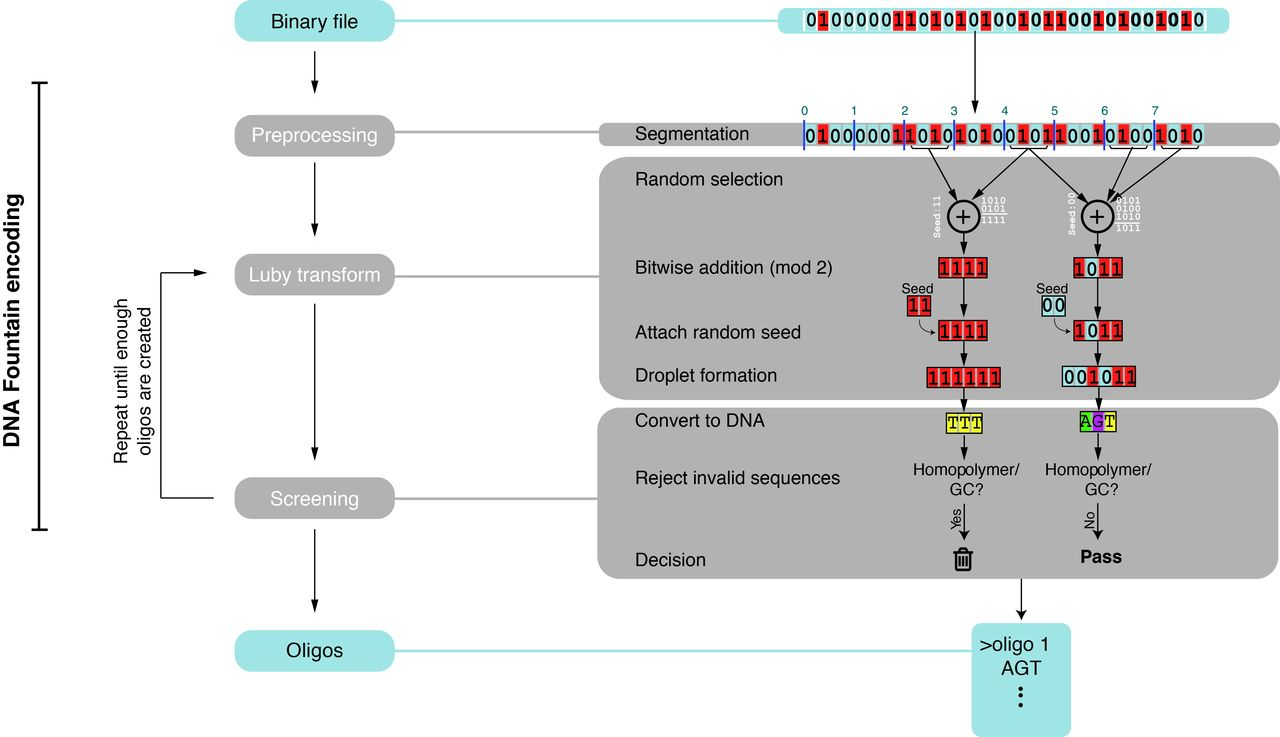 Binary file
01000001101010100101100101001010
DNA Fountain encoding
Preprocessing
Segmentation
0 1 2 3 4 5 6 7
01000001101010100101100101001010
Random selection
Seed:11
1010
0101
1111
Seed:00
0101
0100
1010
1011
Luby transform
Bitwise addition (mod 2)
1111
1011
Seed
11
Seed
00
Attach random seed
1111
1011
Droplet formation
111111
001011
Repeat until enough
oligos are created
Screening
Convert to DNA
TTT
AGT
Reject invalid sequences
Homopolymer/
GC?
Homopolymer/
GC?
Yes
No
Decision
Pass
Oligos
>oligo 1
AGT
⋮